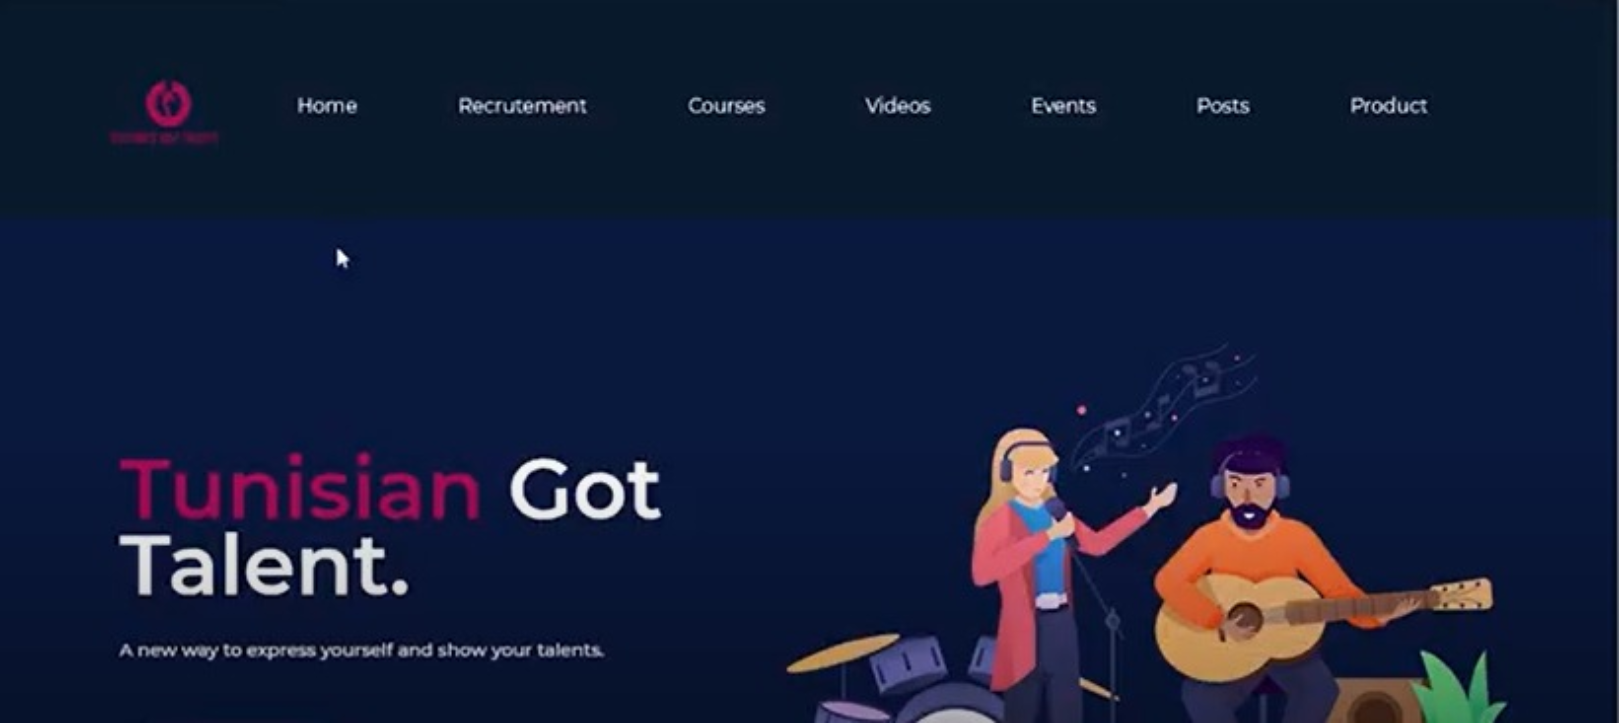 Home Recrutement Courses Videos Events Posts Product
Tunisian Got
Talent.
A new way to express yourself and show your talents.